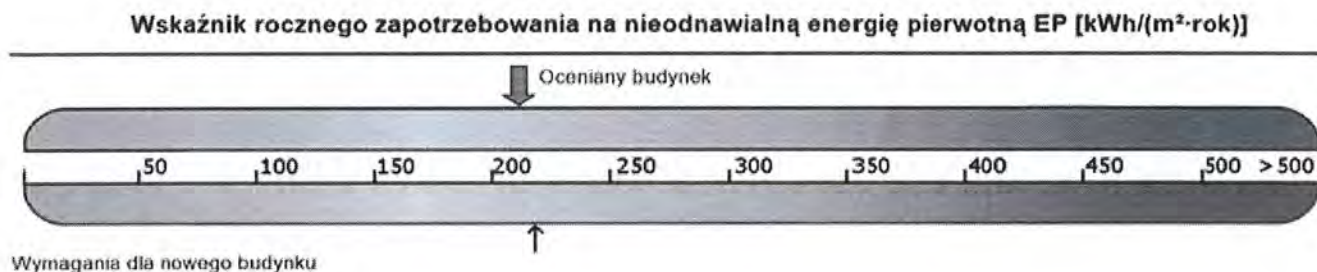 Wskaźnik rocznego zapotrzebowania na nieodnawialną energię pierwotną EP [kWh/(m²·rok)]
Oceniany budynek
50 100 150 200 250 300 350 400 450 500 > 500
Wymagania dla nowego budynku